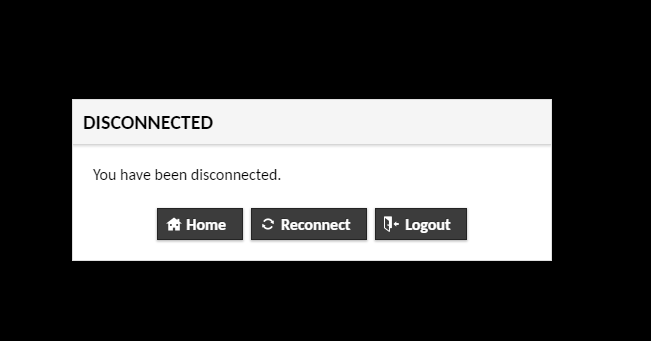 DISCONNECTED
You have been disconnected.
Home Reconnect Logout